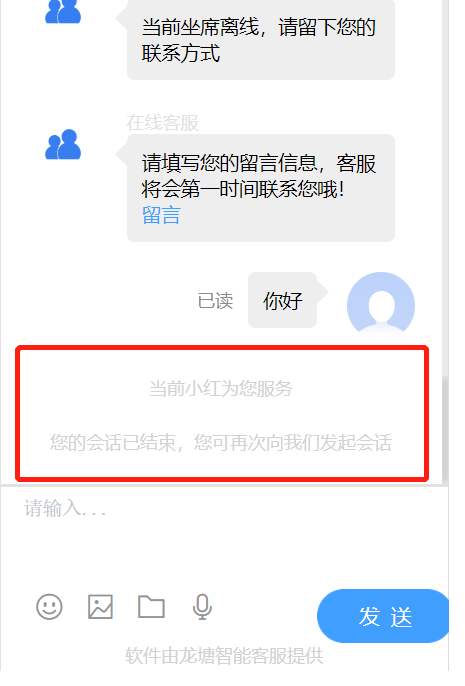 当前坐席离线，请留下您的
联系方式
在线客服
请填写您的留言信息，客服
将会第一时间联系您哦！
留言
已读
你好
当前小红为您服务
您的会话已结束，您可再次向我们发起会话
请输入...
发 送
软件由龙塘智能客服提供